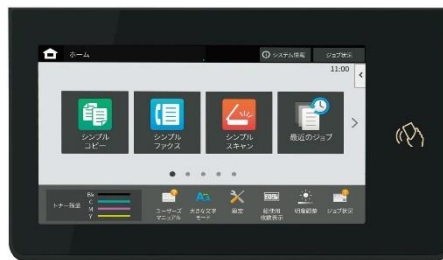 ホーム
システム情報
ジョブ状況
11:00
シンプル
コピー
シンプル
ファクス
シンプル
スキャン
最近のジョブ
トナー残量
Bk
C
M
Y
ユーザーズ
マニュアル
大きな文字
モード
設定
総使用
枚数表示
明度調整
ジョブ状況